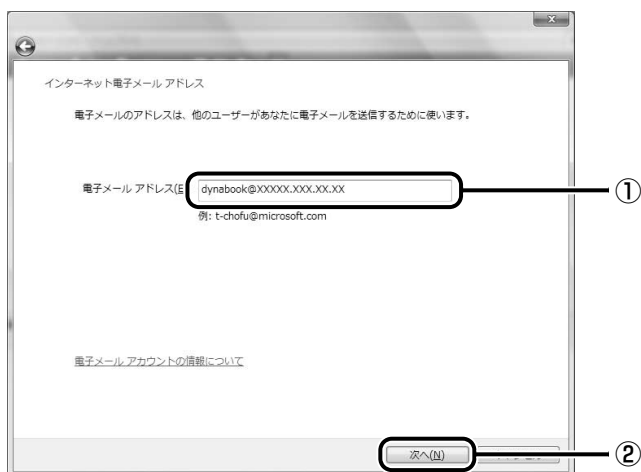 インターネット電子メール アドレス
電子メールのアドレスは、他のユーザーがあなたに電子メールを送信するために使います。
電子メール アドレス(E
dynabook@XXXXX.XXX.XX.XX
①
例: t-chofu@microsoft.com
電子メール アカウントの情報について
次へ(N)
②